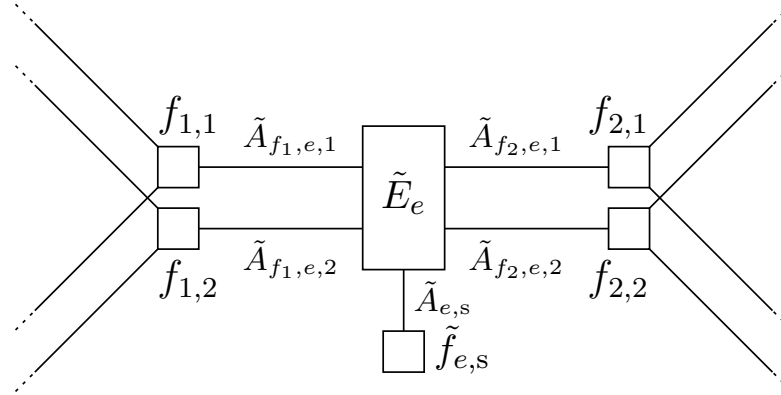 f_{1,1} Ã_{f_1,e,1} Ã_{f_2,e,1} f_{2,1}
Ẽ_e
f_{1,2} Ã_{f_1,e,2} Ã_{f_2,e,2} f_{2,2}
Ã_{e,s}
f̃_{e,s}